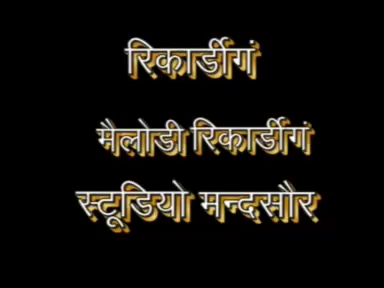 रिकार्डीगं
मैलोडी रिकार्डीगं
स्टूडियो मन्दसौर